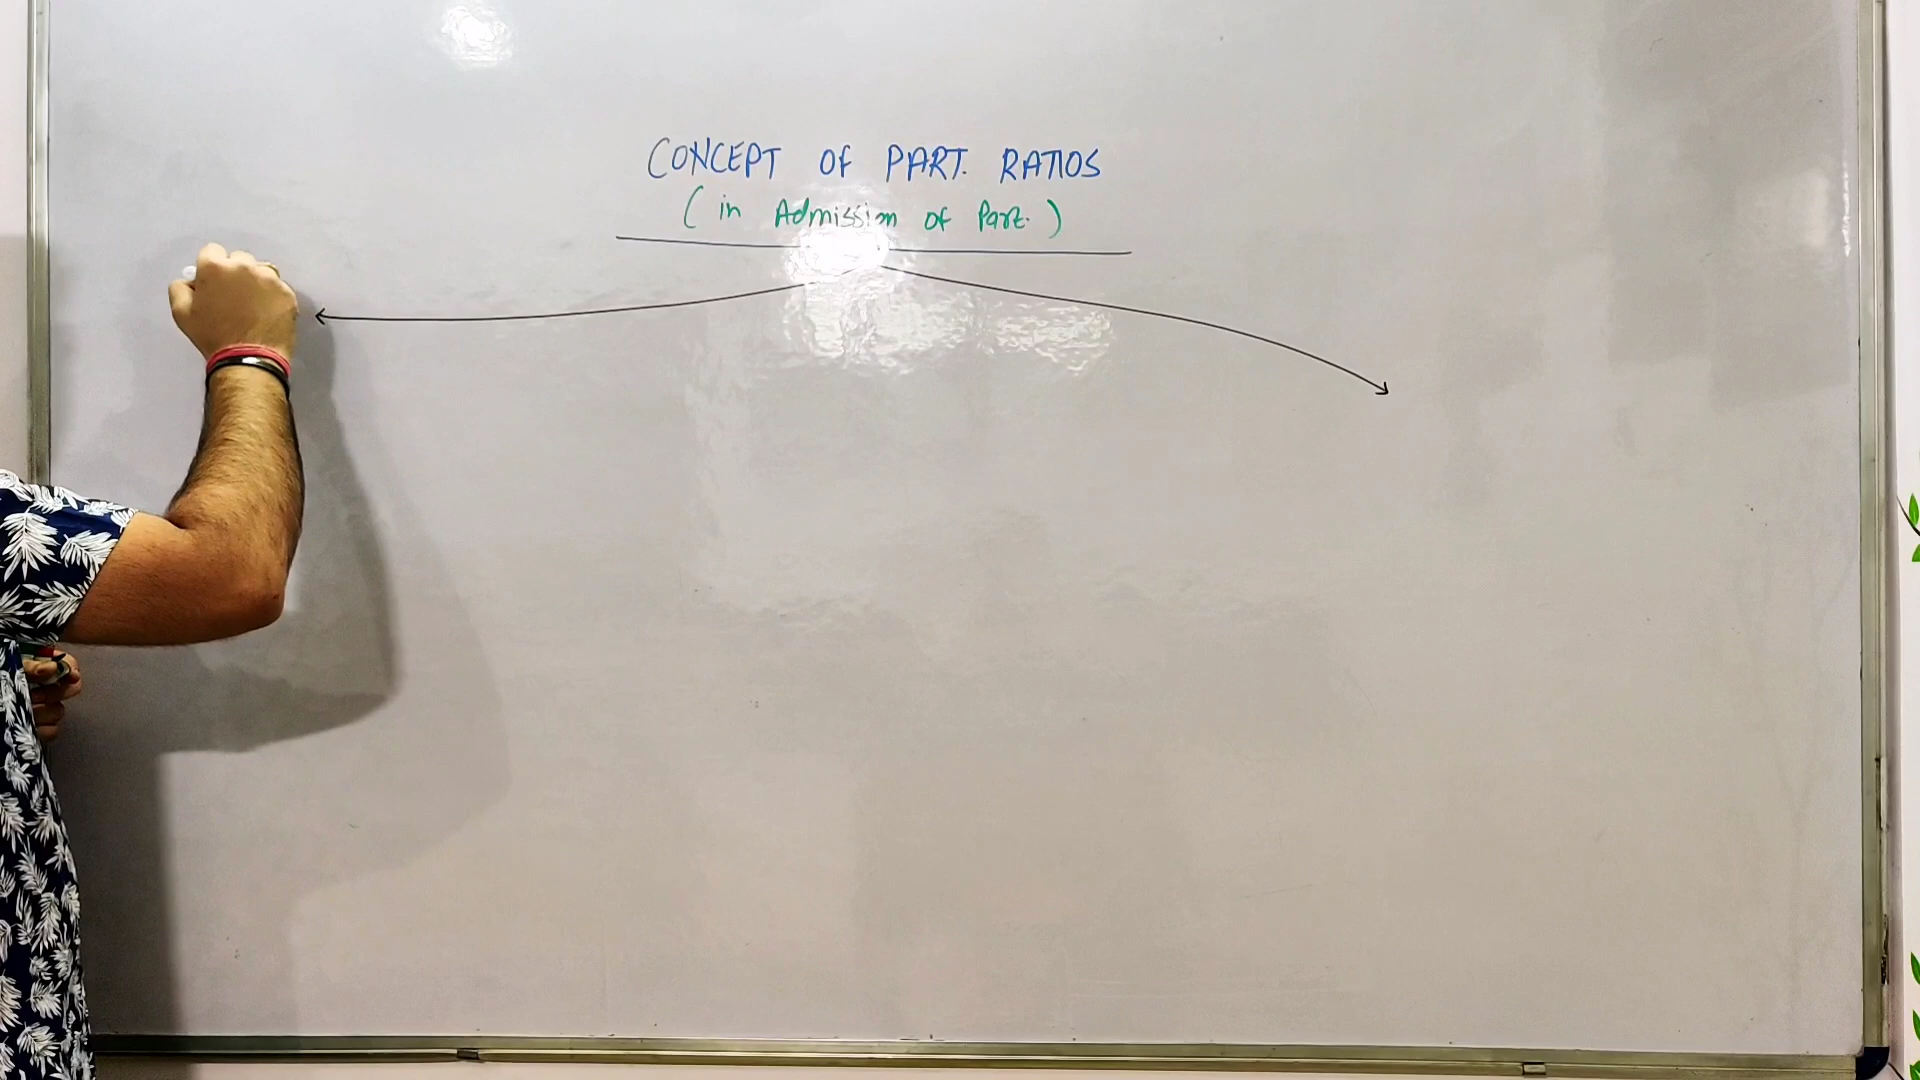 CONCEPT OF PART. RATIOS
(in Admission of Part.)